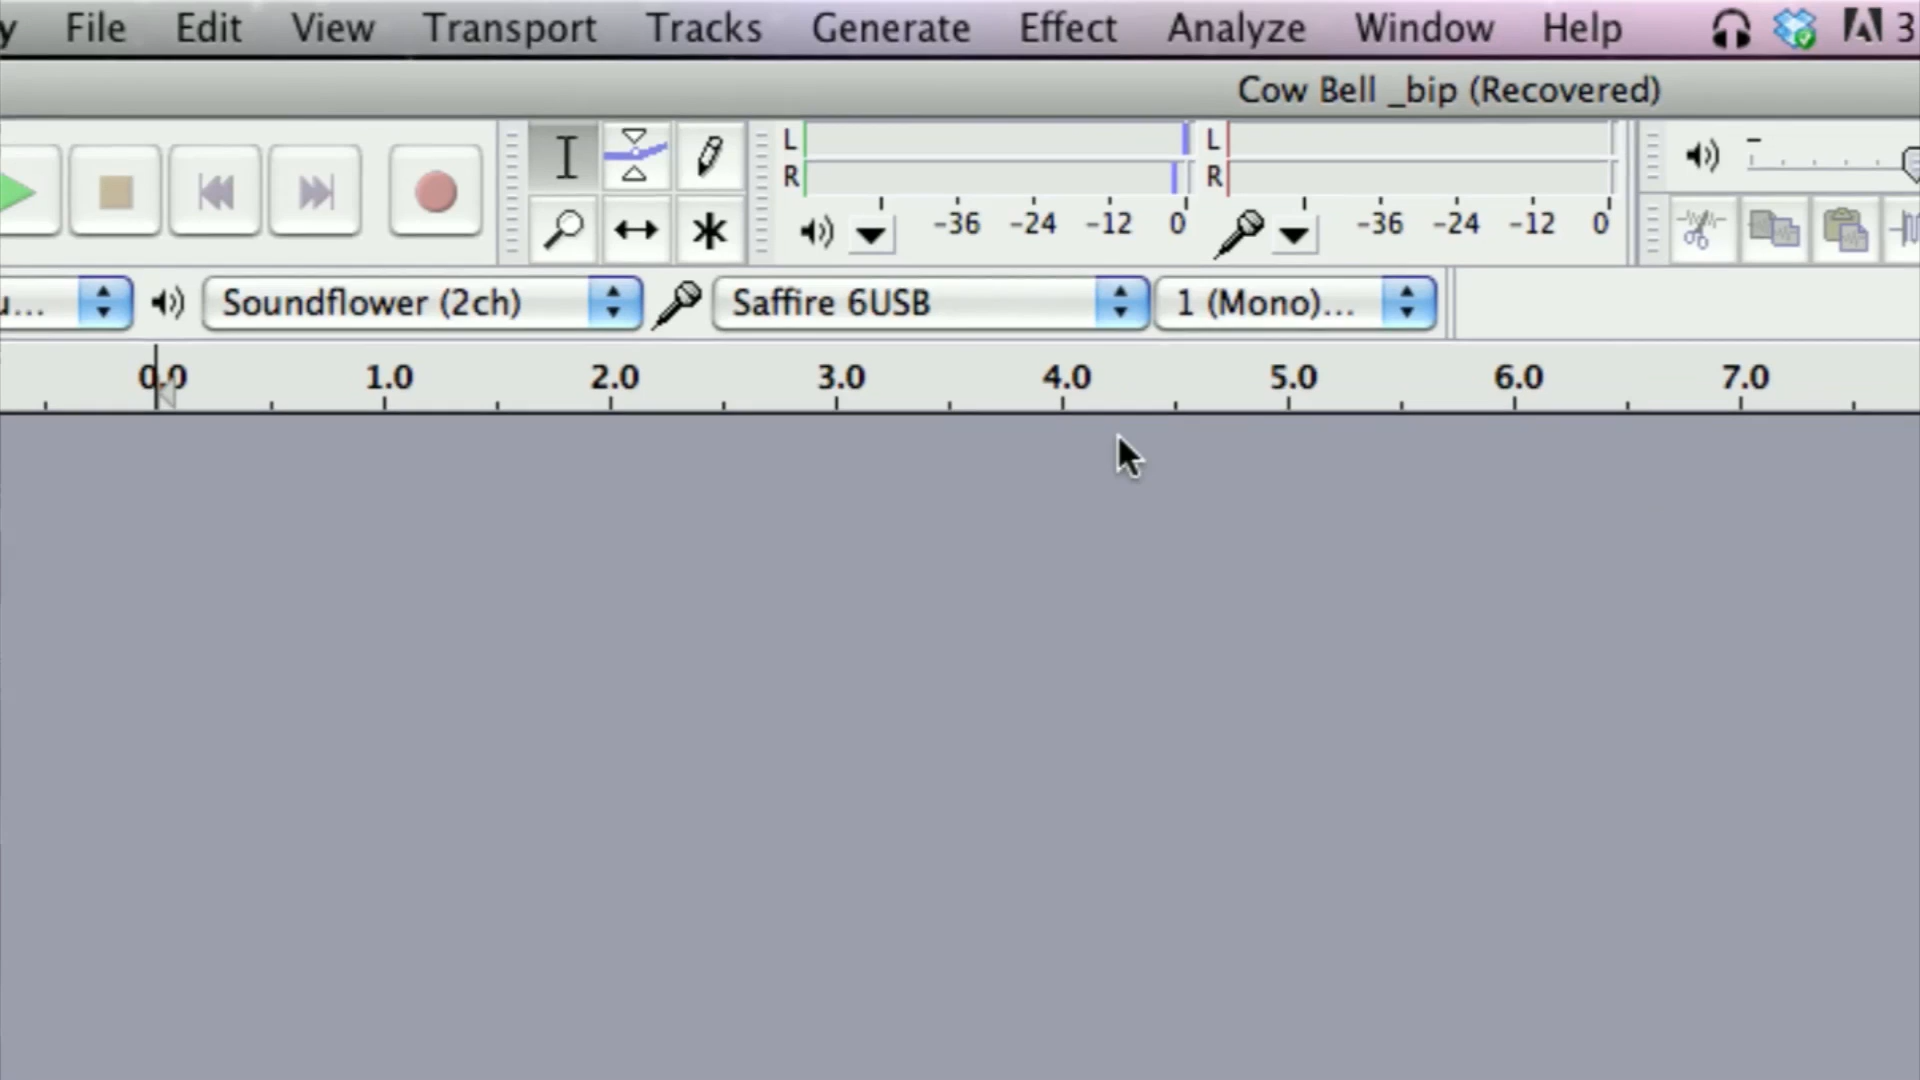 y File Edit View Transport Tracks Generate Effect Analyze Window Help 3
Cow Bell _bip (Recovered)
L L
R R
-36 -24 -12 0 -36 -24 -12 0
u... Soundflower (2ch) Saffire 6USB 1 (Mono)...
0.0 1.0 2.0 3.0 4.0 5.0 6.0 7.0